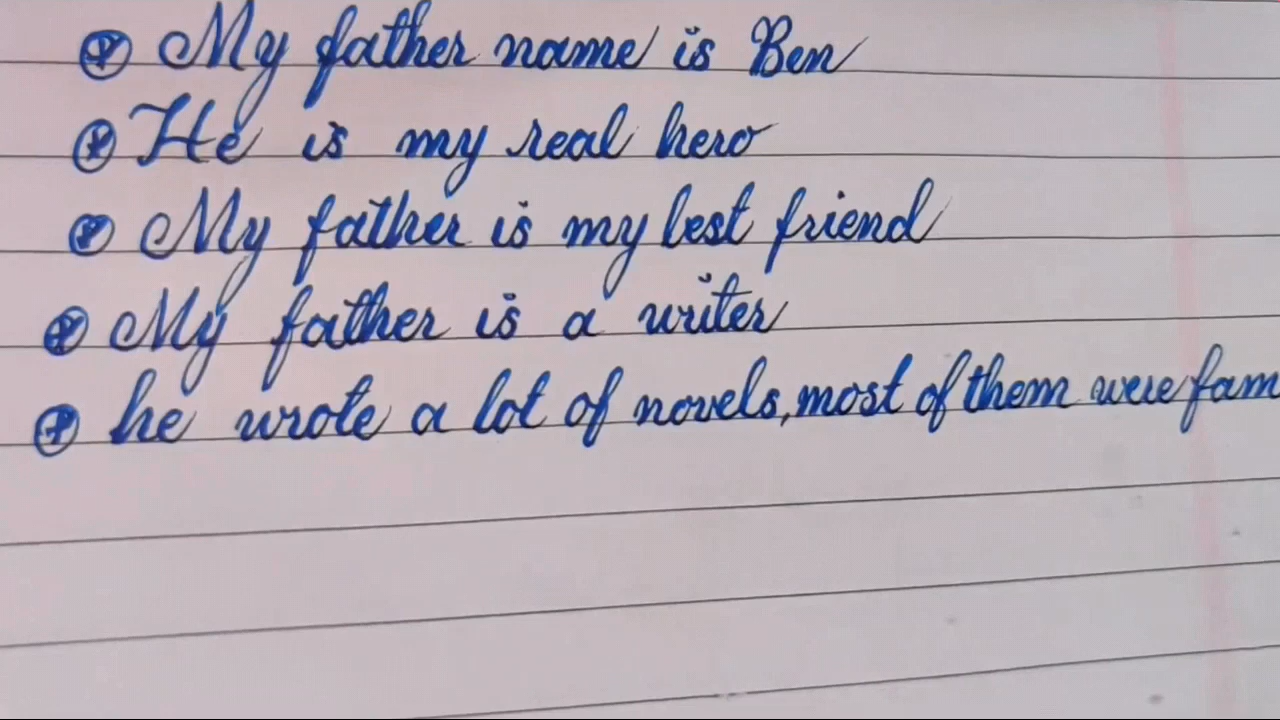 My father name is Ben
He is my real hero
My father is my best friend
My father is a writer
he wrote a lot of novels, most of them were fam